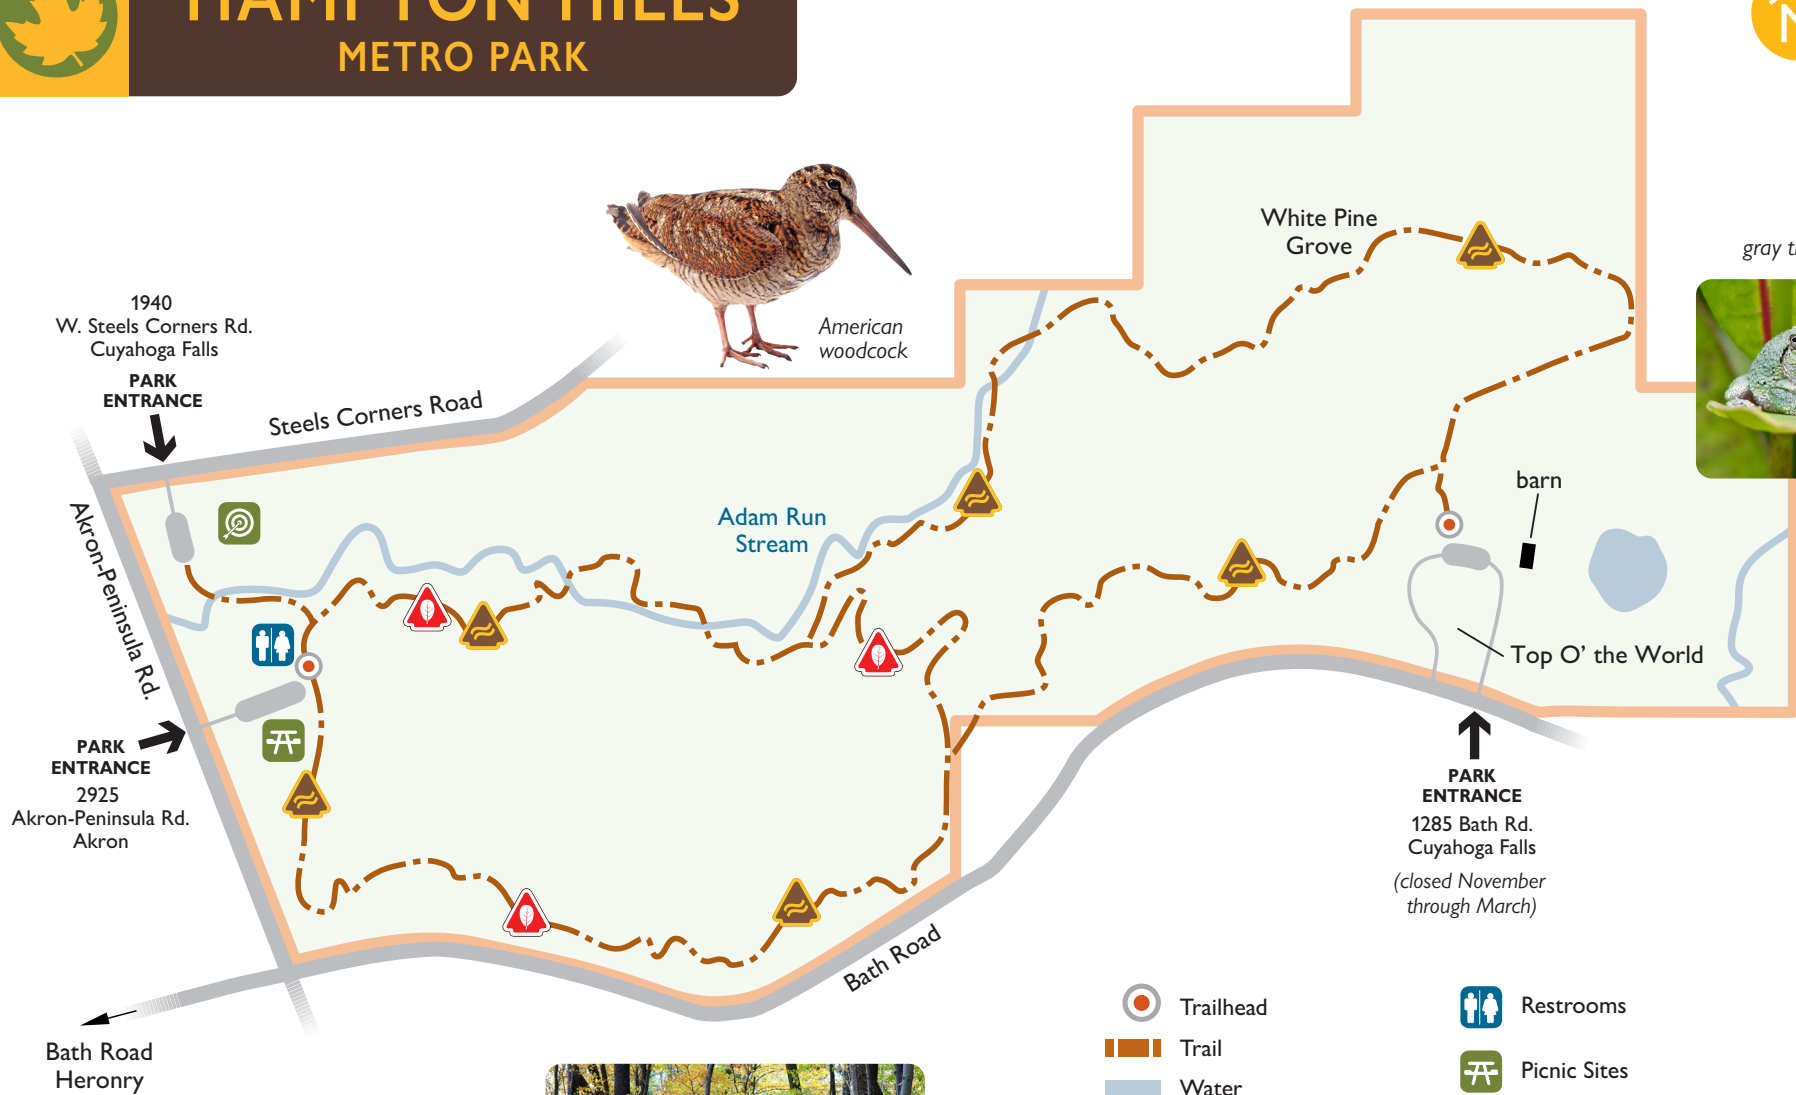 HAMPTON HILLS
METRO PARK
1940
W. Steels Corners Rd.
Cuyahoga Falls
PARK
ENTRANCE
Steels Corners Road
American
woodcock
White Pine
Grove
gray
barn
Adam Run
Stream
Akron-Peninsula Rd.
Top O’ the World
PARK
ENTRANCE
2925
Akron-Peninsula Rd.
Akron
PARK
ENTRANCE
1285 Bath Rd.
Cuyahoga Falls
(closed November
through March)
Bath Road
Bath Road
Heronry
Trailhead
Trail
Water
Restrooms
Picnic Sites